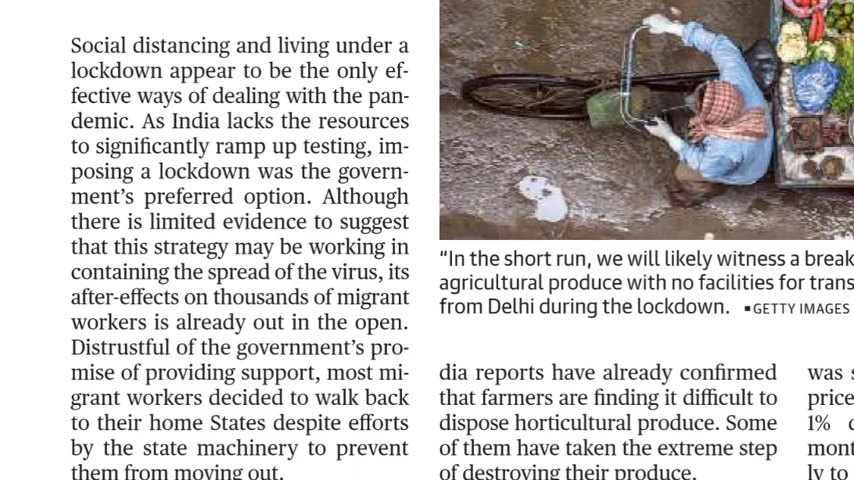 Social distancing and living under a
lockdown appear to be the only ef-
fective ways of dealing with the pan-
demic. As India lacks the resources
to significantly ramp up testing, im-
posing a lockdown was the govern-
ment's preferred option. Although
there is limited evidence to suggest
that this strategy may be working in
containing the spread of the virus, its
after-effects on thousands of migrant
workers is already out in the open.
Distrustful of the government's pro-
mise of providing support, most mi-
grant workers decided to walk back
to their home States despite efforts
by the state machinery to prevent
them from moving out.
"In the short run, we will likely witness a break
agricultural produce with no facilities for trans
from Delhi during the lockdown. ▪GETTY IMAGES
dia reports have already confirmed
that farmers are finding it difficult to
dispose horticultural produce. Some
of them have taken the extreme step
of destroying their produce.
was s
price
1% c
mont
ly to